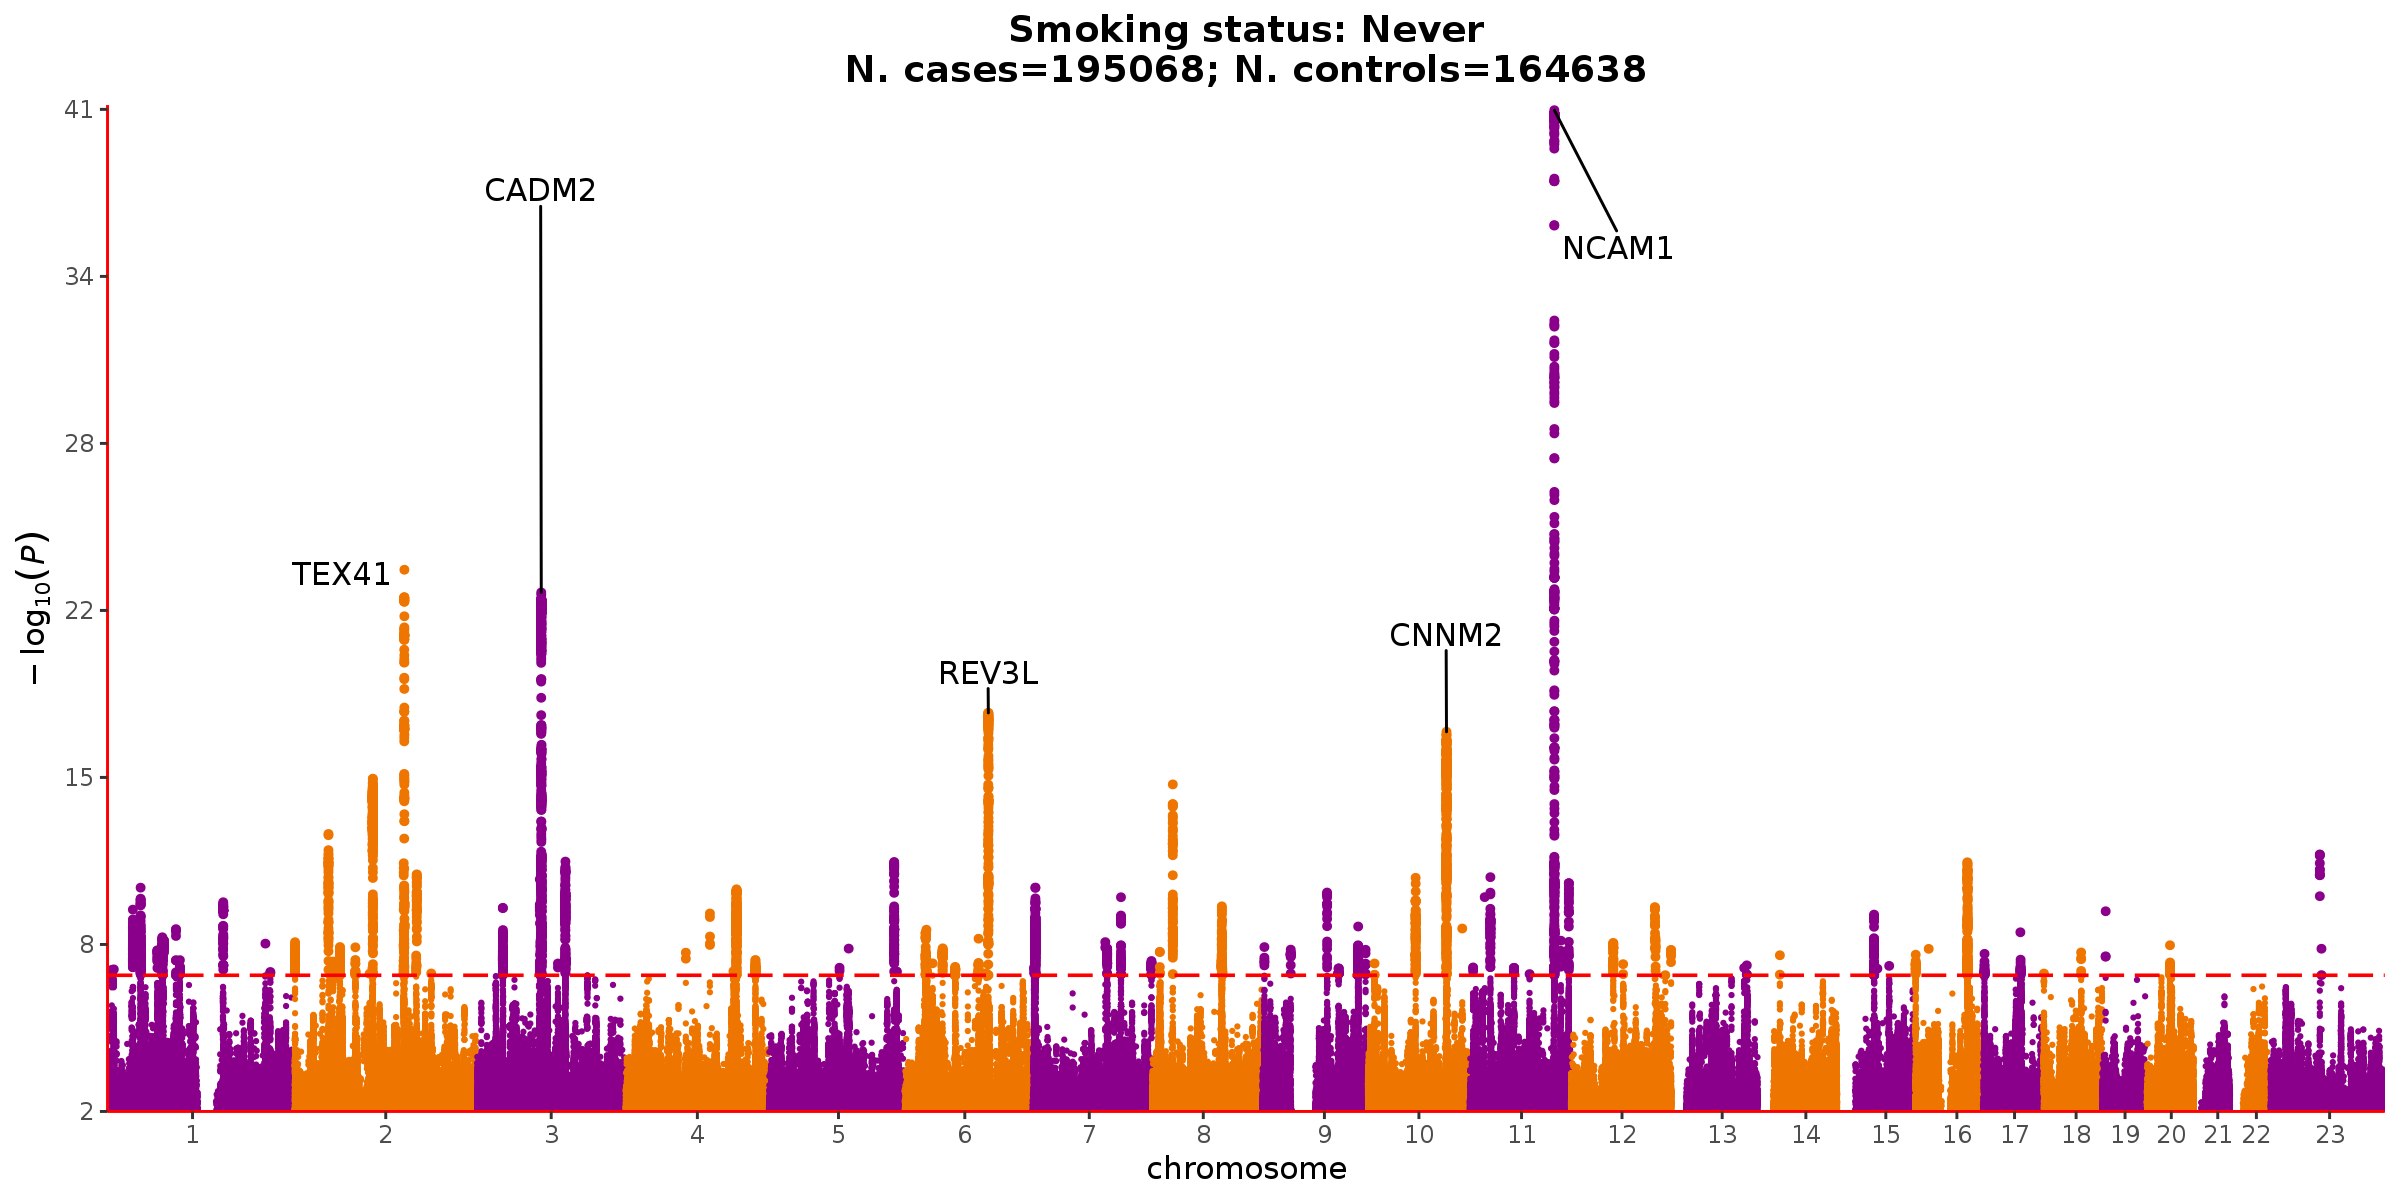 Smoking status: Never
N. cases=195068; N. controls=164638
41
34
28
22
15
8
2
−log10(P)
CADM2
NCAM1
TEX41
CNNM2
REV3L
1 2 3 4 5 6 7 8 9 10 11 12 13 14 15 16 17 18 19 20 21 22 23
chromosome